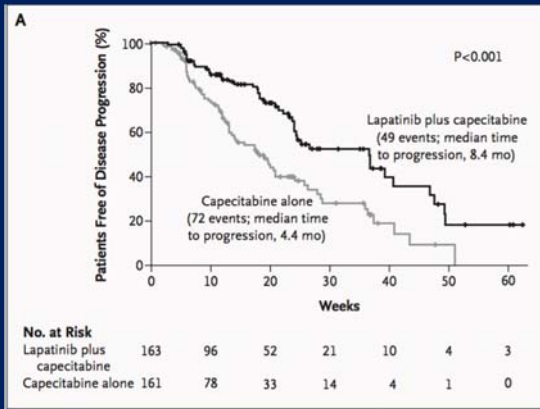 A
Patients Free of Disease Progression (%)
100
80
60
40
20
0
P<0.001
Lapatinib plus capecitabine
(49 events; median time
to progression, 8.4 mo)
Capecitabine alone
(72 events; median time
to progression, 4.4 mo)
0 10 20 30 40 50 60
Weeks
No. at Risk
Lapatinib plus 163 96 52 21 10 4 3
capecitabine
Capecitabine alone 161 78 33 14 4 1 0